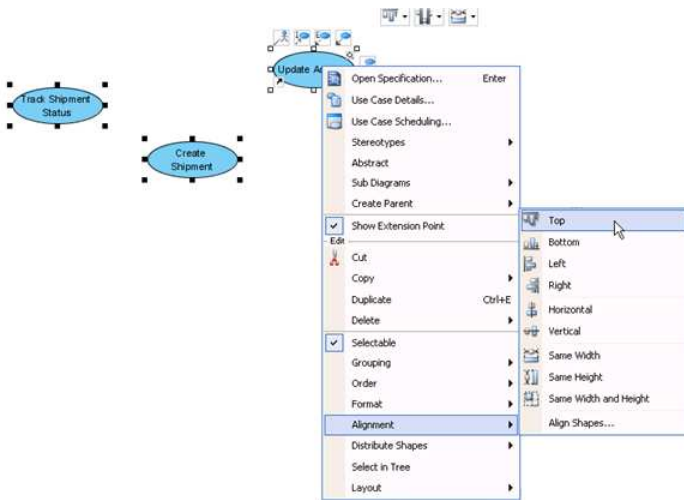 Update Ac
Track Shipment
Status
Create
Shipment
Open Specification... Enter
Use Case Details...
Use Case Scheduling...
Stereotypes
Abstract
Sub Diagrams
Create Parent
Show Extension Point
Edit
Cut
Copy
Duplicate Ctrl+E
Delete
Selectable
Grouping
Order
Format
Alignment
Distribute Shapes
Select in Tree
Layout
Top
Bottom
Left
Right
Horizontal
Vertical
Same Width
Same Height
Same Width and Height
Align Shapes...